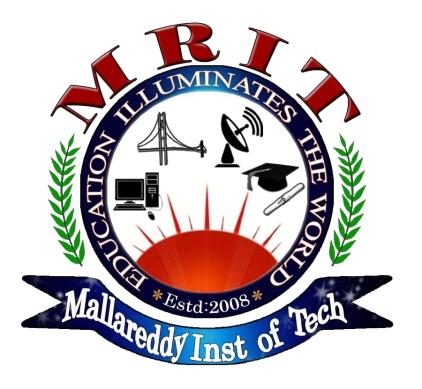 MRIT
EDUCATION ILLUMINATES THE WORLD
*Estd:2008*
Mallareddy Inst of Tech